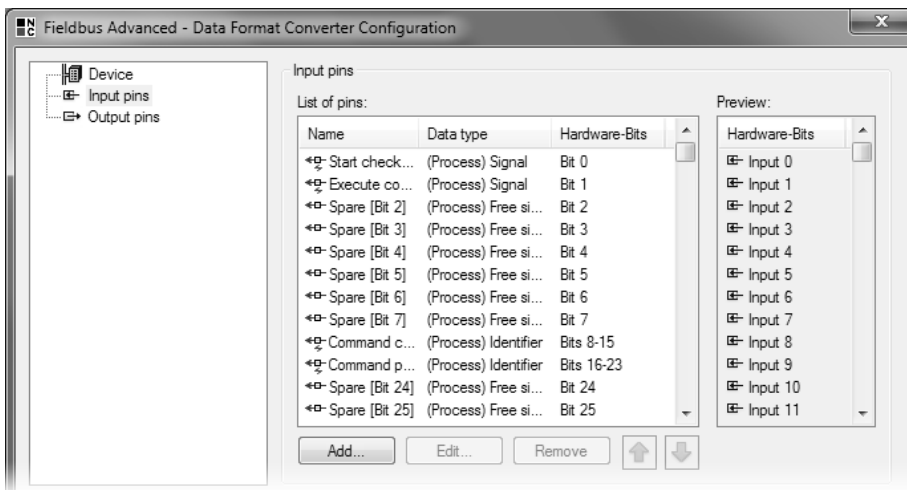 Fieldbus Advanced - Data Format Converter Configuration
x
Device
Input pins
Output pins
Input pins
List of pins:
Preview:
Name Data type Hardware-Bits
Hardware-Bits
Start check... (Process) Signal Bit 0
Input 0
Execute co... (Process) Signal Bit 1
Input 1
Spare [Bit 2] (Process) Free si... Bit 2
Input 2
Spare [Bit 3] (Process) Free si... Bit 3
Input 3
Spare [Bit 4] (Process) Free si... Bit 4
Input 4
Spare [Bit 5] (Process) Free si... Bit 5
Input 5
Spare [Bit 6] (Process) Free si... Bit 6
Input 6
Spare [Bit 7] (Process) Free si... Bit 7
Input 7
Command c... (Process) Identifier Bits 8-15
Input 8
Command p... (Process) Identifier Bits 16-23
Input 9
Spare [Bit 24] (Process) Free si... Bit 24
Input 10
Spare [Bit 25] (Process) Free si... Bit 25
Input 11
Add... Edit... Remove